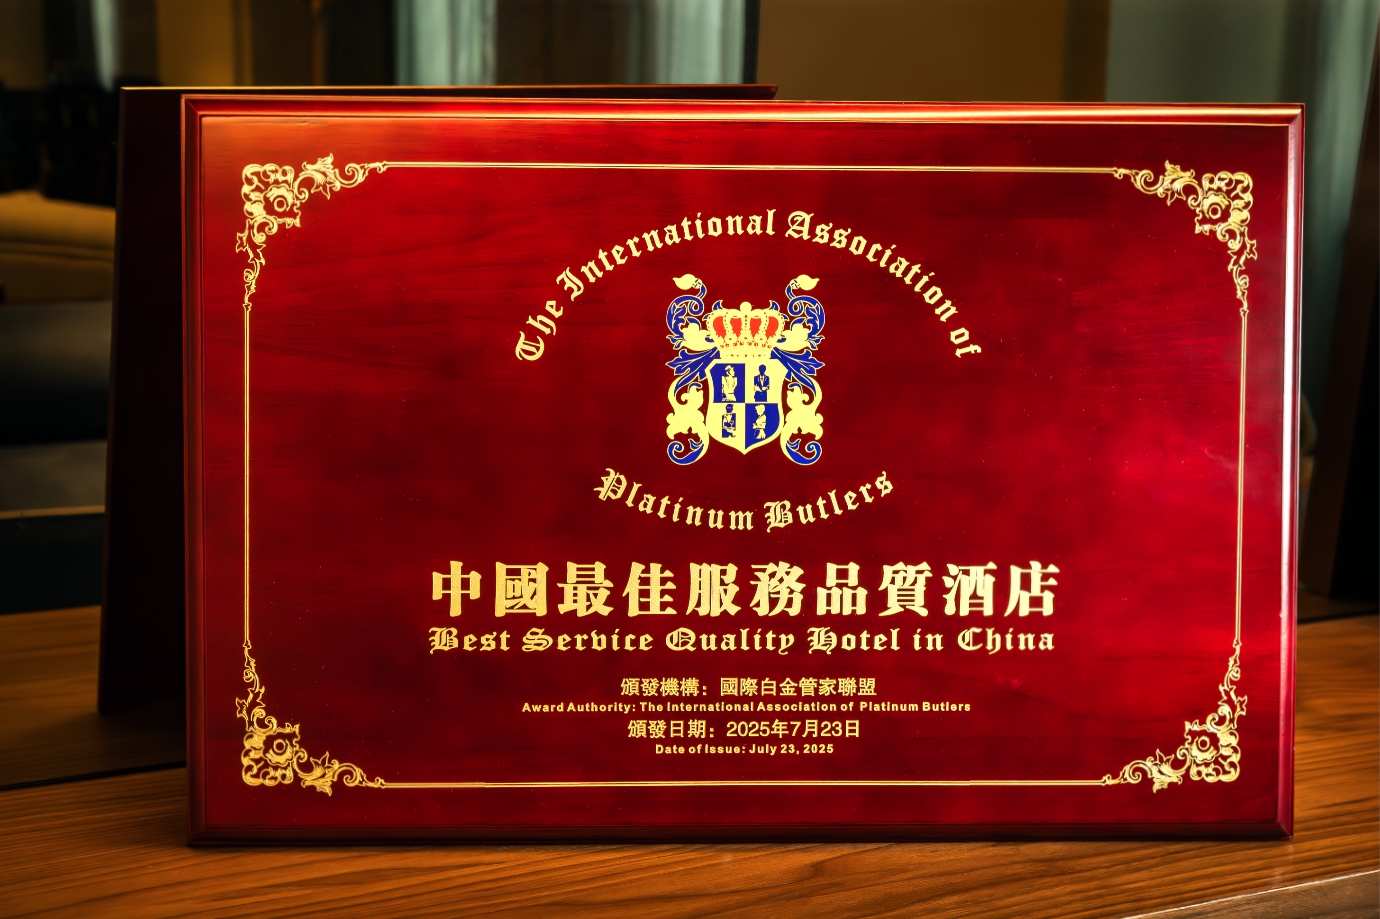 The International Association of
Platinum Butlers
中國最佳服務品質酒店
Best Service Quality Hotel in China
頒發機構：國際白金管家聯盟
Award Authority: The International Association of Platinum Butlers
頒發日期：2025年7月23日
Date of Issue: July 23, 2025